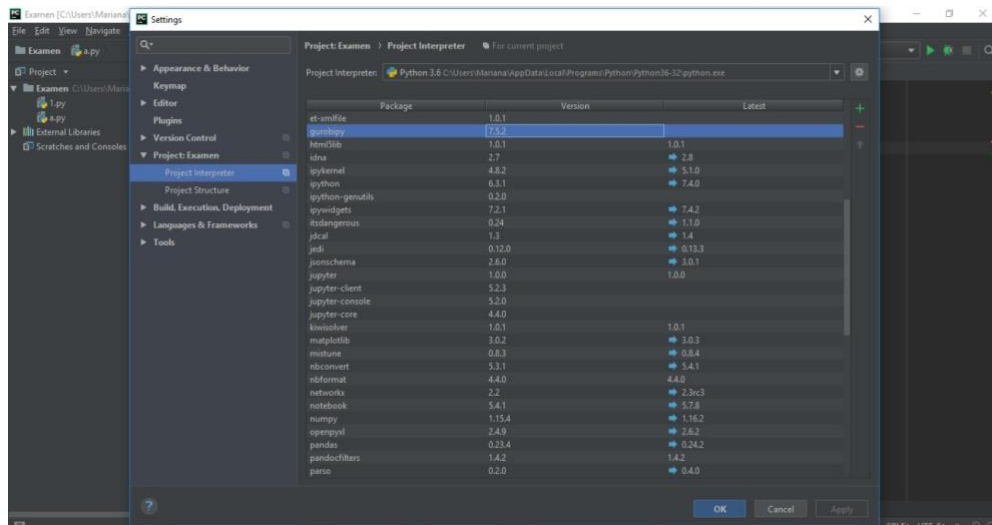 Examen [C:\Users\Mariana\
Settings
File Edit View Navigate
Examen a.py
Project
Examen C:\Users\Maria
1.py
a.py
External Libraries
Scratches and Consoles
Appearance & Behavior
Keymap
Editor
Plugins
Version Control
Project: Examen
Project Interpreter
Project Structure
Build, Execution, Deployment
Languages & Frameworks
Tools
Project: Examen > Project Interpreter For current project
Project Interpreter: Python 3.6 C:\Users\Mariana\AppData\Local\Programs\Python\Python36-32\python.exe
Package Version Latest
et-xmlfile 1.0.1
gurobipy 7.5.2
html5lib 1.0.1 1.0.1
idna 2.7 2.8
ipykernel 4.8.2 5.1.0
ipython 6.3.1 7.4.0
ipython-genutils 0.2.0
ipywidgets 7.2.1 7.4.2
itsdangerous 0.24 1.1.0
jdcal 1.3 1.4
jedi 0.12.0 0.13.3
jsonschema 2.6.0 3.0.1
jupyter 1.0.0 1.0.0
jupyter-client 5.2.3
jupyter-console 5.2.0
jupyter-core 4.4.0
kiwisolver 1.0.1 1.0.1
matplotlib 3.0.2 3.0.3
mistune 0.8.3 0.8.4
nbconvert 5.3.1 5.4.1
nbformat 4.4.0 4.4.0
networkx 2.2 2.3rc3
notebook 5.4.1 5.7.8
numpy 1.15.4 1.16.2
openpyxl 2.4.9 2.6.2
pandas 0.23.4 0.24.2
pandocfilters 1.4.2 1.4.2
parso 0.2.0 0.4.0
? OK Cancel Apply